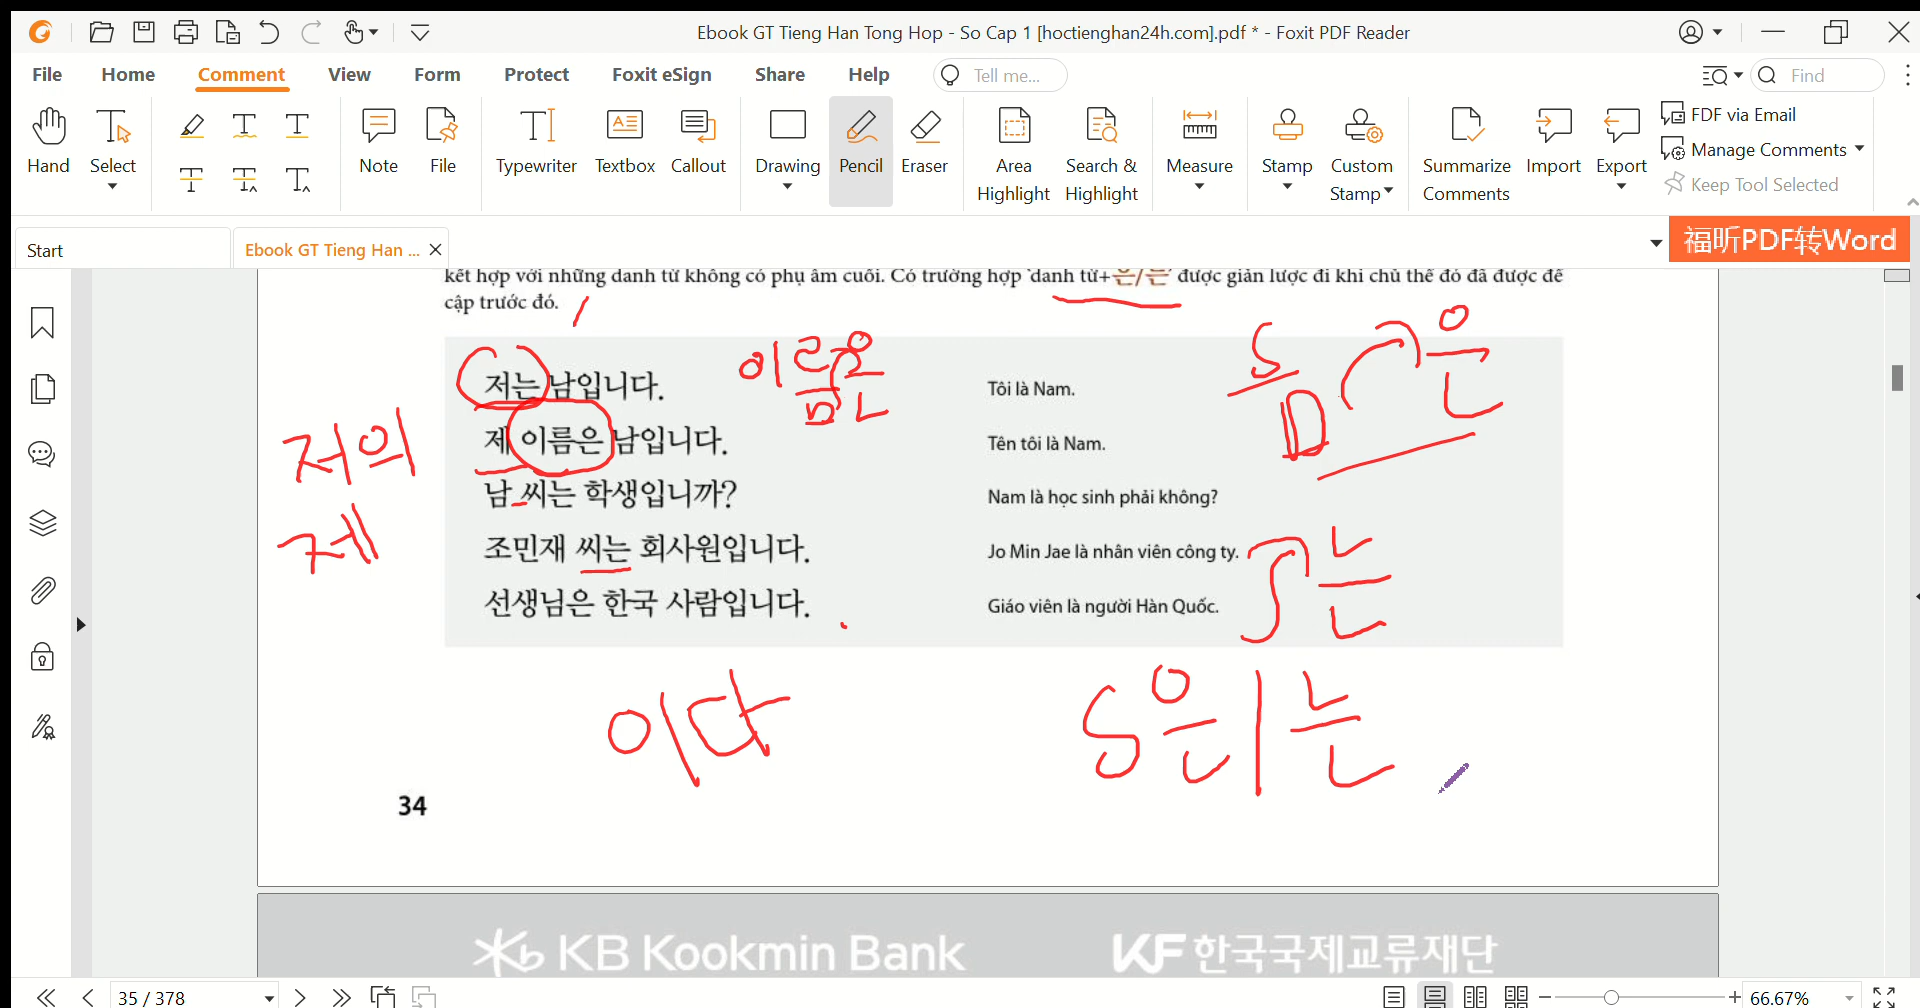 Ebook GT Tieng Han Tong Hop - So Cap 1 [hoctienghan24h.com].pdf * - Foxit PDF Reader
File Home Comment View Form Protect Foxit eSign Share Help Tell me... Find
Hand Select Note File Typewriter Textbox Callout Drawing Pencil Eraser Area Highlight Search & Highlight Measure Stamp Custom Stamp Summarize Comments Import Export
FDF via Email
Manage Comments
Keep Tool Selected
Start Ebook GT Tieng Han ... 福昕PDF转Word
kết hợp với những danh từ không có phụ âm cuối. Có trường hợp 'danh từ+은/는' được giản lược đi khi chủ thể đó đã được đề
cập trước đó.
이름은 S D 은
저는 남입니다. Tôi là Nam.
저의 제 이름은 남입니다. Tên tôi là Nam.
남 씨는 학생입니까? Nam là học sinh phải không?
제 조민재 씨는 회사원입니다. Jo Min Jae là nhân viên công ty. 는
선생님은 한국 사람입니다. Giáo viên là người Hàn Quốc.
이다 S 은/는
34
KB Kookmin Bank KF 한국국제교류재단
35 / 378 66.67%